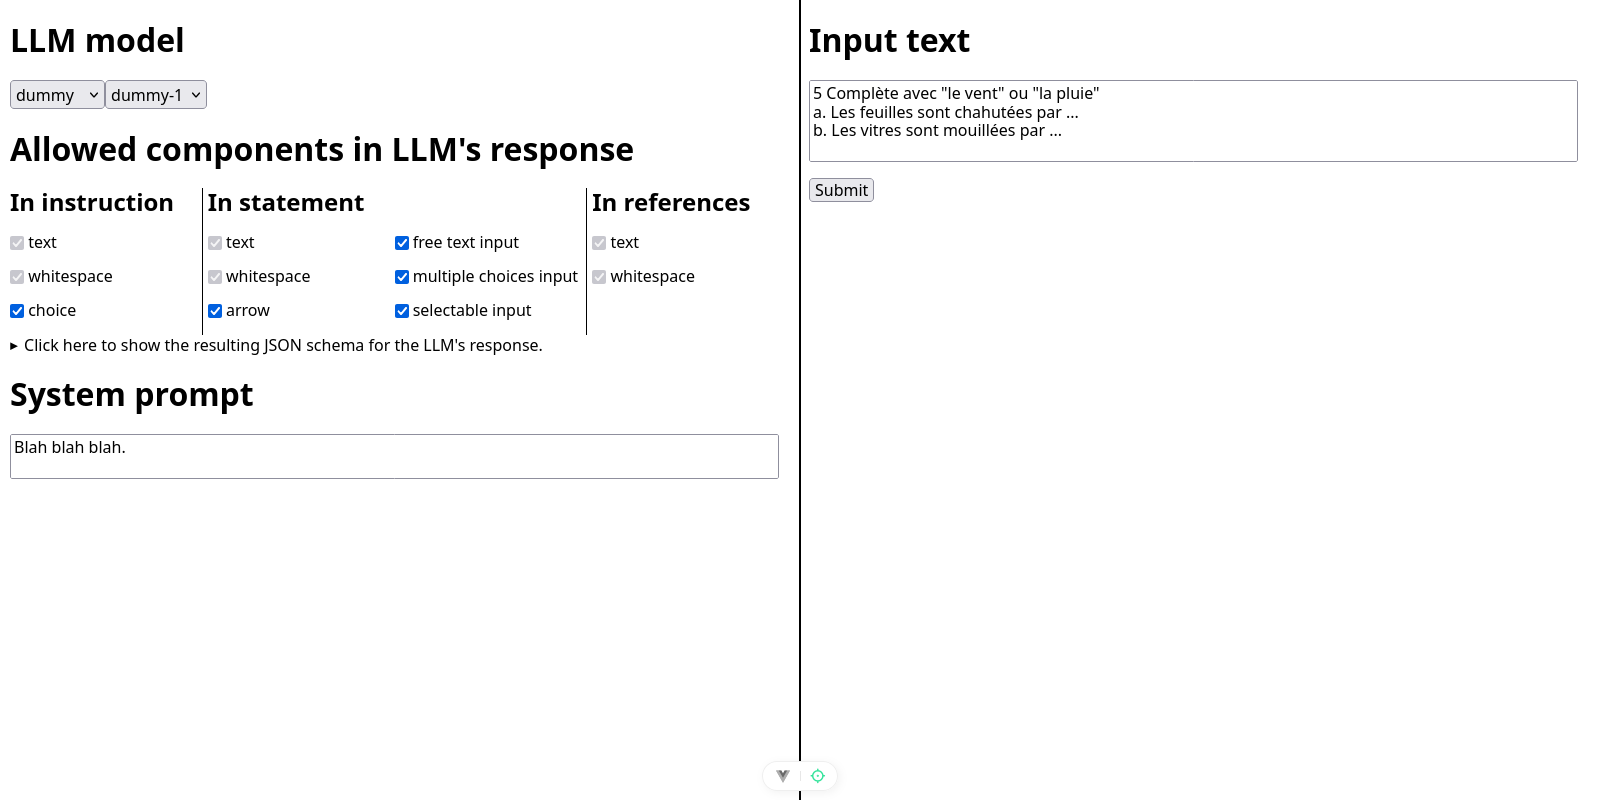 LLM model
dummy dummy-1
Allowed components in LLM's response
In instruction
text
whitespace
choice
In statement
text
whitespace
arrow
free text input
multiple choices input
selectable input
In references
text
whitespace
Click here to show the resulting JSON schema for the LLM's response.
System prompt
Blah blah blah.
Input text
5 Complète avec "le vent" ou "la pluie"
a. Les feuilles sont chahutées par ...
b. Les vitres sont mouillées par ...
Submit